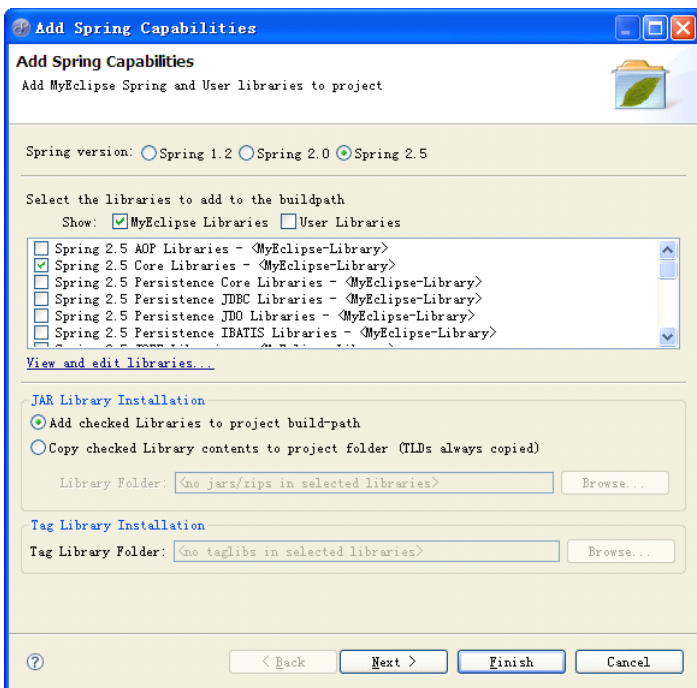 Add Spring Capabilities
Add Spring Capabilities
Add MyEclipse Spring and User libraries to project
Spring version: Spring 1.2 Spring 2.0 Spring 2.5
Select the libraries to add to the buildpath
Show: MyEclipse Libraries User Libraries
Spring 2.5 AOP Libraries - <MyEclipse-Library>
Spring 2.5 Core Libraries - <MyEclipse-Library>
Spring 2.5 Persistence Core Libraries - <MyEclipse-Library>
Spring 2.5 Persistence JDBC Libraries - <MyEclipse-Library>
Spring 2.5 Persistence JDO Libraries - <MyEclipse-Library>
Spring 2.5 Persistence IBATIS Libraries - <MyEclipse-Library>
View and edit libraries...
JAR Library Installation
Add checked Libraries to project build-path
Copy checked Library contents to project folder (TLDs always copied)
Library Folder: <no jars/zips in selected libraries> Browse...
Tag Library Installation
Tag Library Folder: <no taglibs in selected libraries> Browse...
? < Back Next > Finish Cancel